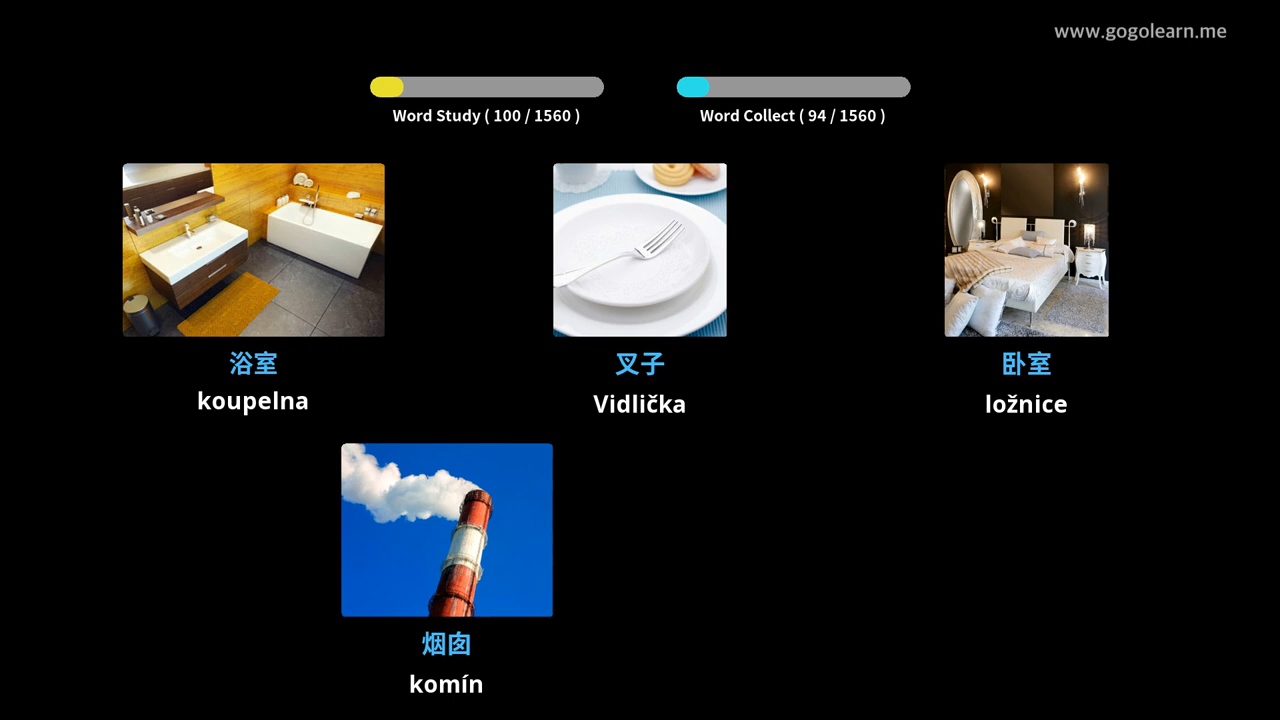 www.gogolearn.me
Word Study ( 100 / 1560 )
Word Collect ( 94 / 1560 )
浴室
koupelna
叉子
Vidlička
卧室
ložnice
烟囱
komín